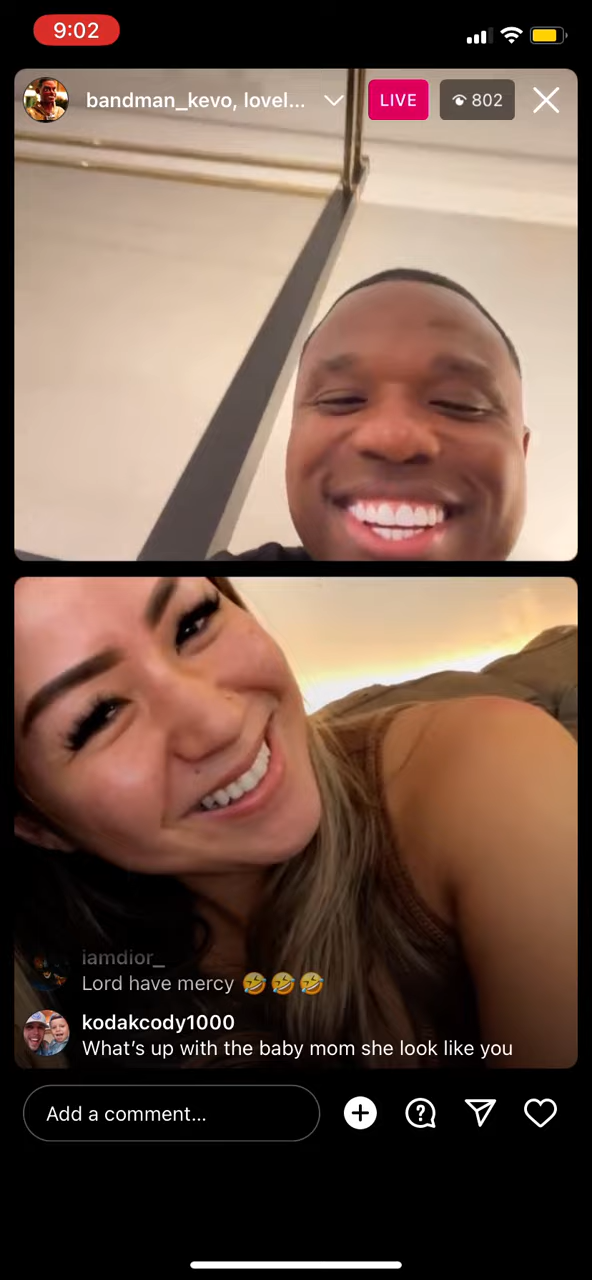 9:02
bandman_kevo, lovel...
LIVE
802
iamdior_
Lord have mercy 🤣🤣🤣
kodakcody1000
What's up with the baby mom she look like you
Add a comment...